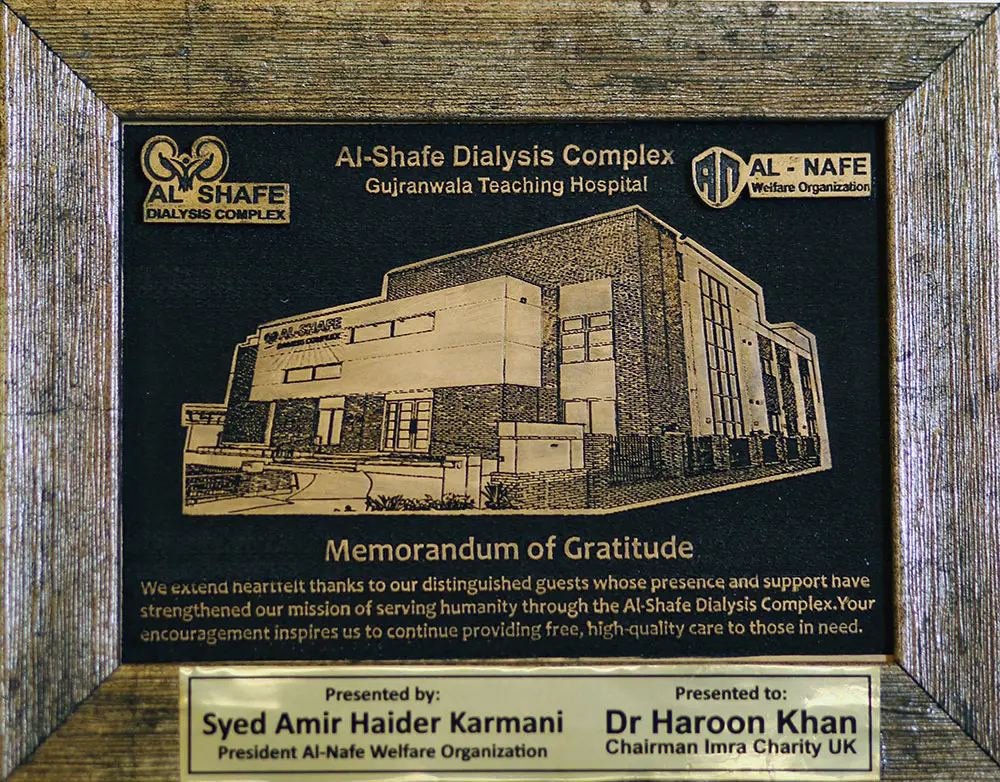 Al-Shafe Dialysis Complex
Gujranwala Teaching Hospital
AL SHAFE
DIALYSIS COMPLEX
AL - NAFE
Welfare Organization
AL-SHAFE
DIALYSIS COMPLEX
Memorandum of Gratitude
We extend heartfelt thanks to our distinguished guests whose presence and support have
strengthened our mission of serving humanity through the Al-Shafe Dialysis Complex.Your
encouragement inspires us to continue providing free, high-quality care to those in need.
Presented by:
Syed Amir Haider Karmani
President Al-Nafe Welfare Organization
Presented to:
Dr Haroon Khan
Chairman Imra Charity UK